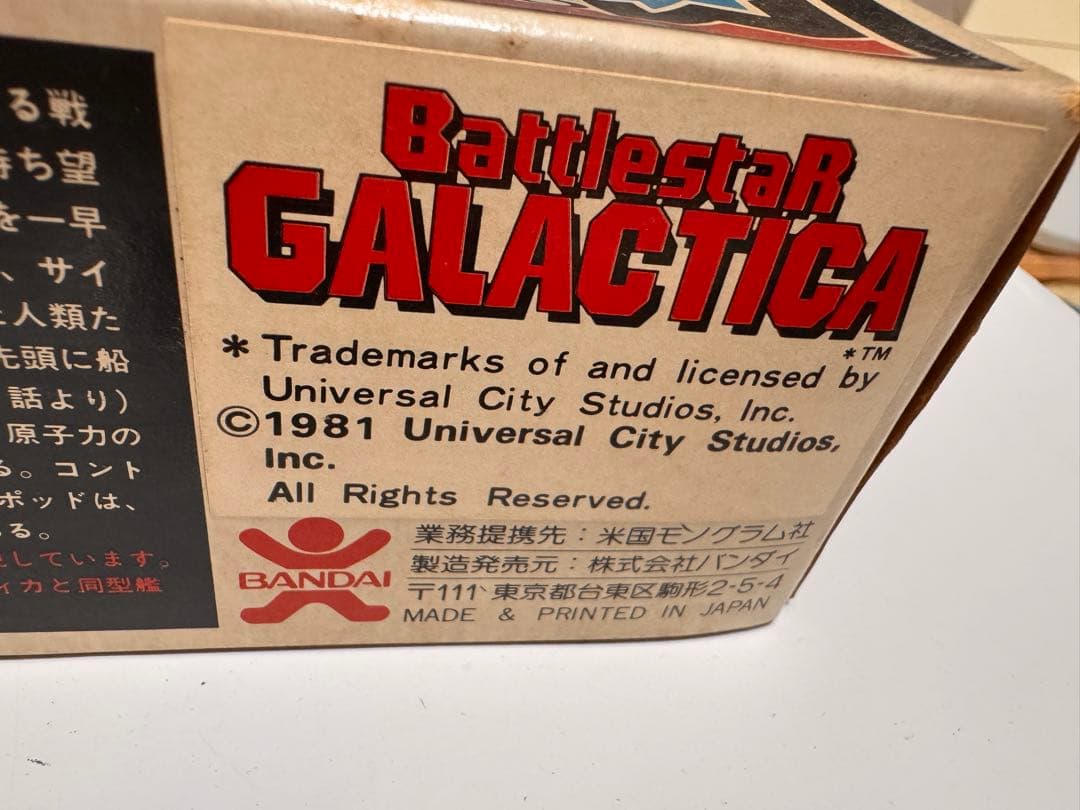 る戦
待ち望
を一早
、サイ
人類た
先頭に船
話より)
原子力の
る。コント
ポッドは、
いる。
しています。
ィカと同型艦
BattlestaR
GALACTICA
*TM
* Trademarks of and licensed by
Universal City Studios, Inc.
©1981 Universal City Studios,
Inc.
All Rights Reserved.
BANDAI
業務提携先：米国モングラム社
製造発売元：株式会社バンダイ
〒111、東京都台東区駒形2-5-4
MADE & PRINTED IN JAPAN